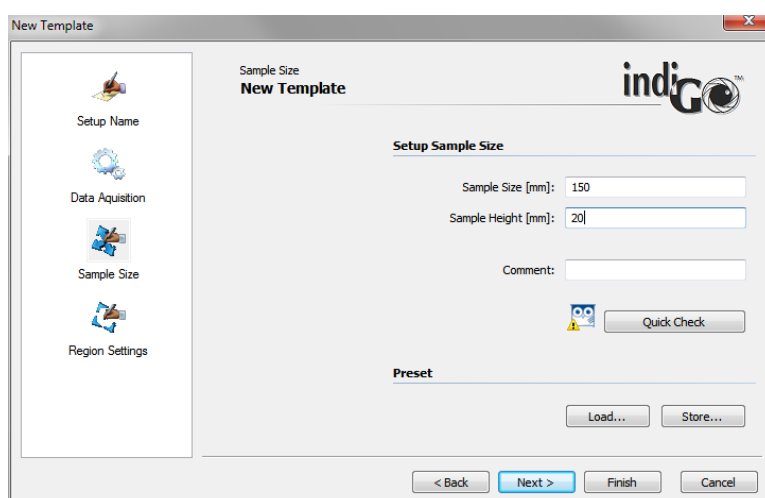 New Template
Setup Name
Data Aquisition
Sample Size
Region Settings
Sample Size
New Template
indiGo™
Setup Sample Size
Sample Size [mm]: 150
Sample Height [mm]: 20
Comment:
Quick Check
Preset
Load... Store...
< Back Next > Finish Cancel